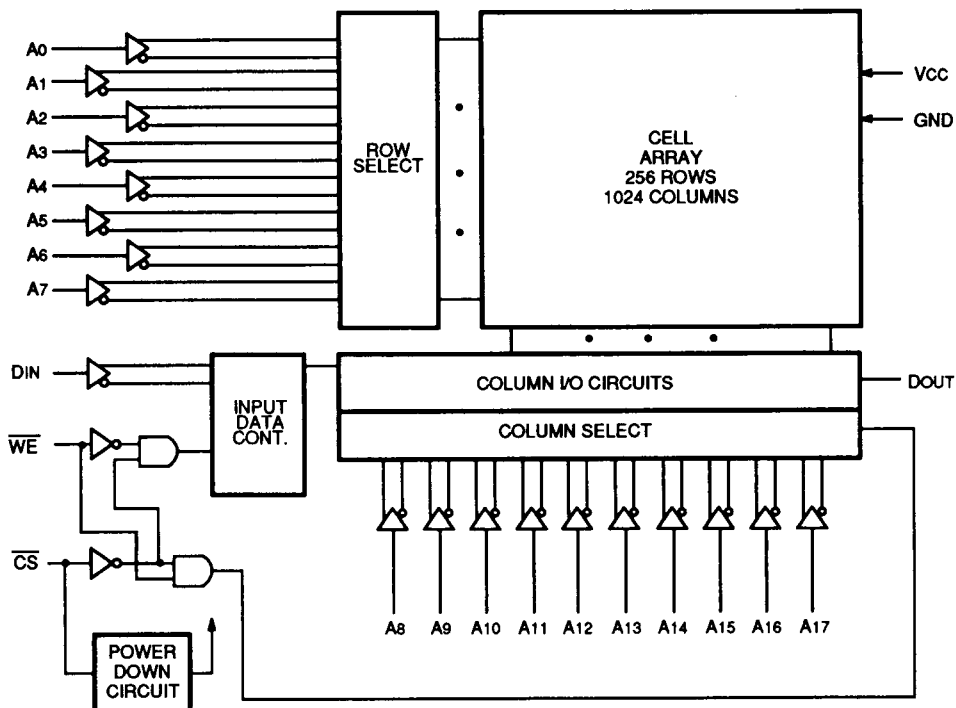 A0
A1
A2
A3
A4
A5
A6
A7
ROW
SELECT
CELL
ARRAY
256 ROWS
1024 COLUMNS
VCC
GND
DIN
WE
CS
INPUT
DATA
CONT.
COLUMN I/O CIRCUITS
COLUMN SELECT
DOUT
A8 A9 A10 A11 A12 A13 A14 A15 A16 A17
POWER
DOWN
CIRCUIT